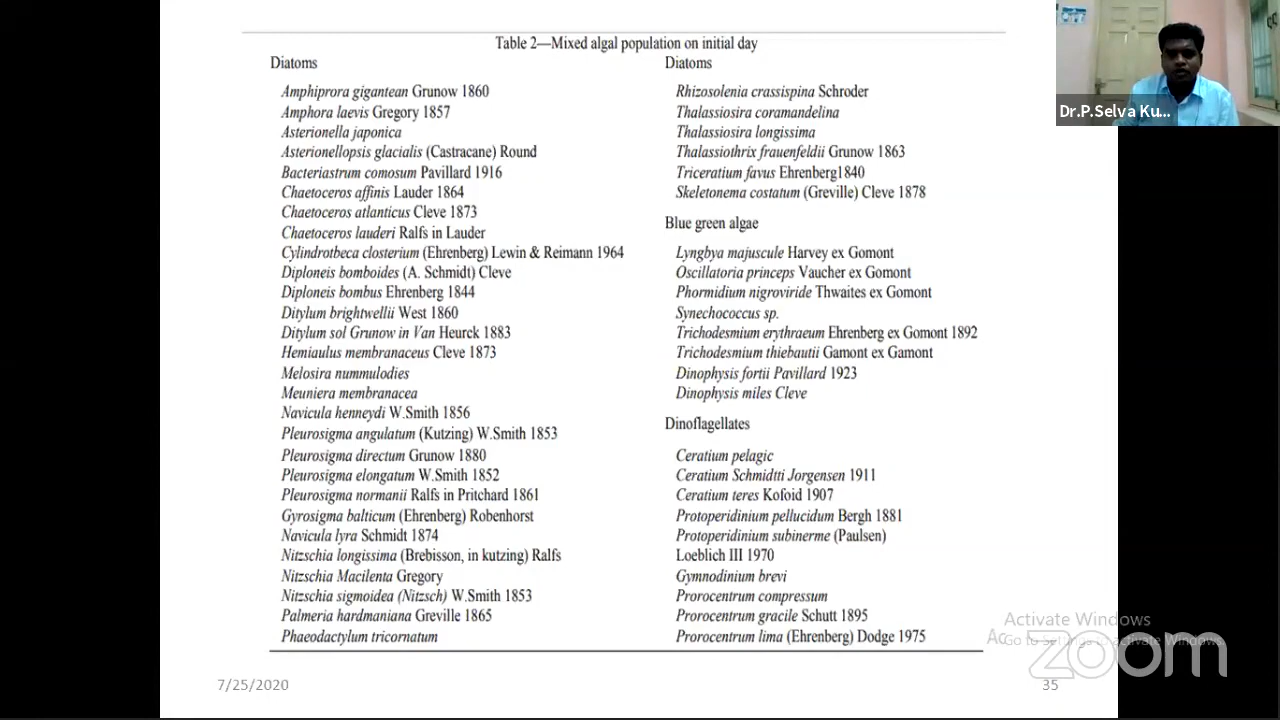 Table 2—Mixed algal population on initial day
Diatoms
Amphiprora gigantean Grunow 1860
Amphora laevis Gregory 1857
Asterionella japonica
Asterionellopsis glacialis (Castracane) Round
Bacteriastrum comosum Pavillard 1916
Chaetoceros affinis Lauder 1864
Chaetoceros atlanticus Cleve 1873
Chaetoceros lauderi Ralfs in Lauder
Cylindrotbeca closterium (Ehrenberg) Lewin & Reimann 1964
Diploneis bomboides (A. Schmidt) Cleve
Diploneis bombus Ehrenberg 1844
Ditylum brightwellii West 1860
Ditylum sol Grunow in Van Heurck 1883
Hemiaulus membranaceus Cleve 1873
Melosira nummulodies
Meuniera membranacea
Navicula henneydi W.Smith 1856
Pleurosigma angulatum (Kutzing) W.Smith 1853
Pleurosigma directum Grunow 1880
Pleurosigma elongatum W.Smith 1852
Pleurosigma normanii Ralfs in Pritchard 1861
Gyrosigma balticum (Ehrenberg) Robenhorst
Navicula lyra Schmidt 1874
Nitzschia longissima (Brebisson, in kutzing) Ralfs
Nitzschia Macilenta Gregory
Nitzschia sigmoidea (Nitzsch) W.Smith 1853
Palmeria hardmaniana Greville 1865
Phaeodactylum tricornatum
Diatoms
Rhizosolenia crassispina Schroder
Thalassiosira coramandelina
Thalassiosira longissima
Thalassiothrix frauenfeldii Grunow 1863
Triceratium favus Ehrenberg1840
Skeletonema costatum (Greville) Cleve 1878
Blue green algae
Lyngbya majuscule Harvey ex Gomont
Oscillatoria princeps Vaucher ex Gomont
Phormidium nigroviride Thwaites ex Gomont
Synechococcus sp.
Trichodesmium erythraeum Ehrenberg ex Gomont 1892
Trichodesmium thiebautii Gamont ex Gamont
Dinophysis fortii Pavillard 1923
Dinophysis miles Cleve
Dinoflagellates
Ceratium pelagic
Ceratium Schmidtti Jorgensen 1911
Ceratium teres Kofoid 1907
Protoperidinium pellucidum Bergh 1881
Protoperidinium subinerme (Paulsen)
Loeblich III 1970
Gymnodinium brevi
Prorocentrum compressum
Prorocentrum gracile Schutt 1895
Prorocentrum lima (Ehrenberg) Dodge 1975
7/25/2020
35
Dr.P.Selva Ku...
Activate Windows
Go to Settings to activate Windows.
zoom